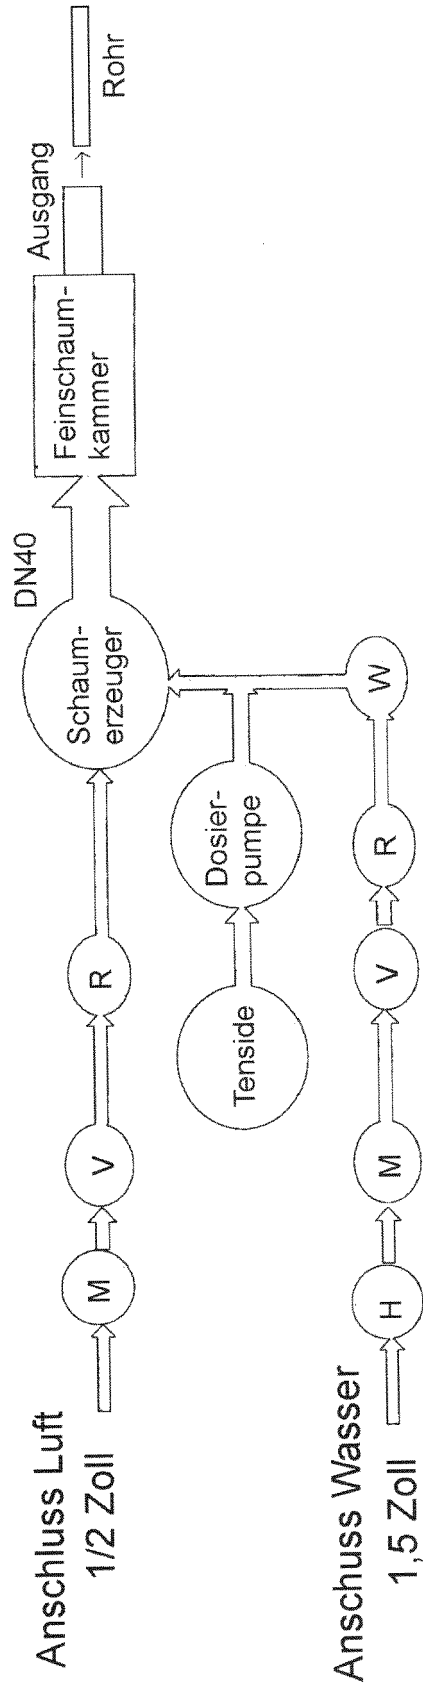 Anschluss Luft
1/2 Zoll
M
V
R
Schaum-
erzeuger
DN40
Feinschaum-
kammer
Ausgang
Rohr
Tenside
Dosier-
pumpe
Anschuss Wasser
1,5 Zoll
H
M
V
R
W